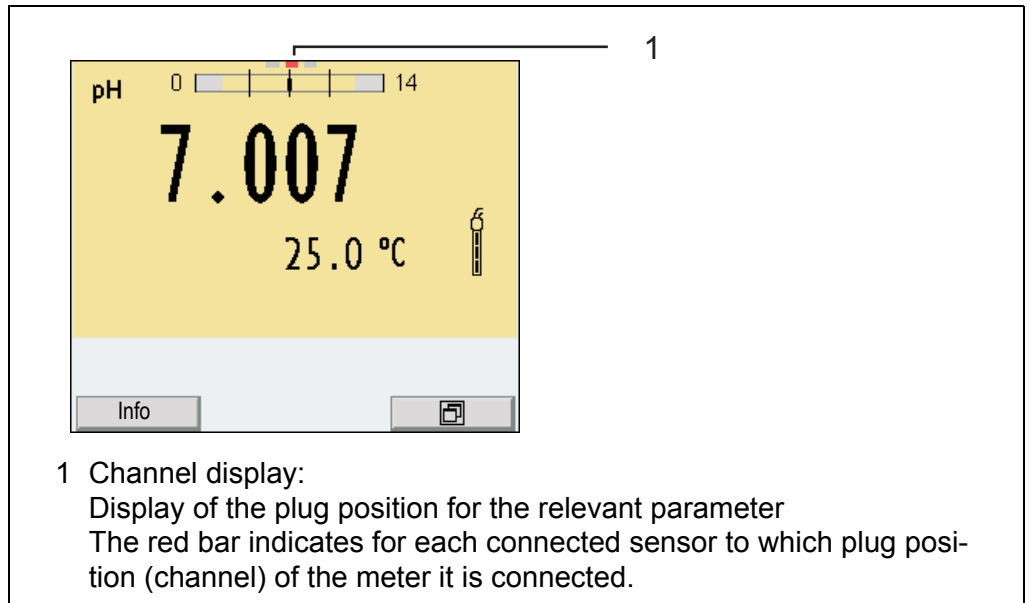 1
pH 0 14
7.007
25.0 °C
Info
1 Channel display:
Display of the plug position for the relevant parameter
The red bar indicates for each connected sensor to which plug posi-
tion (channel) of the meter it is connected.